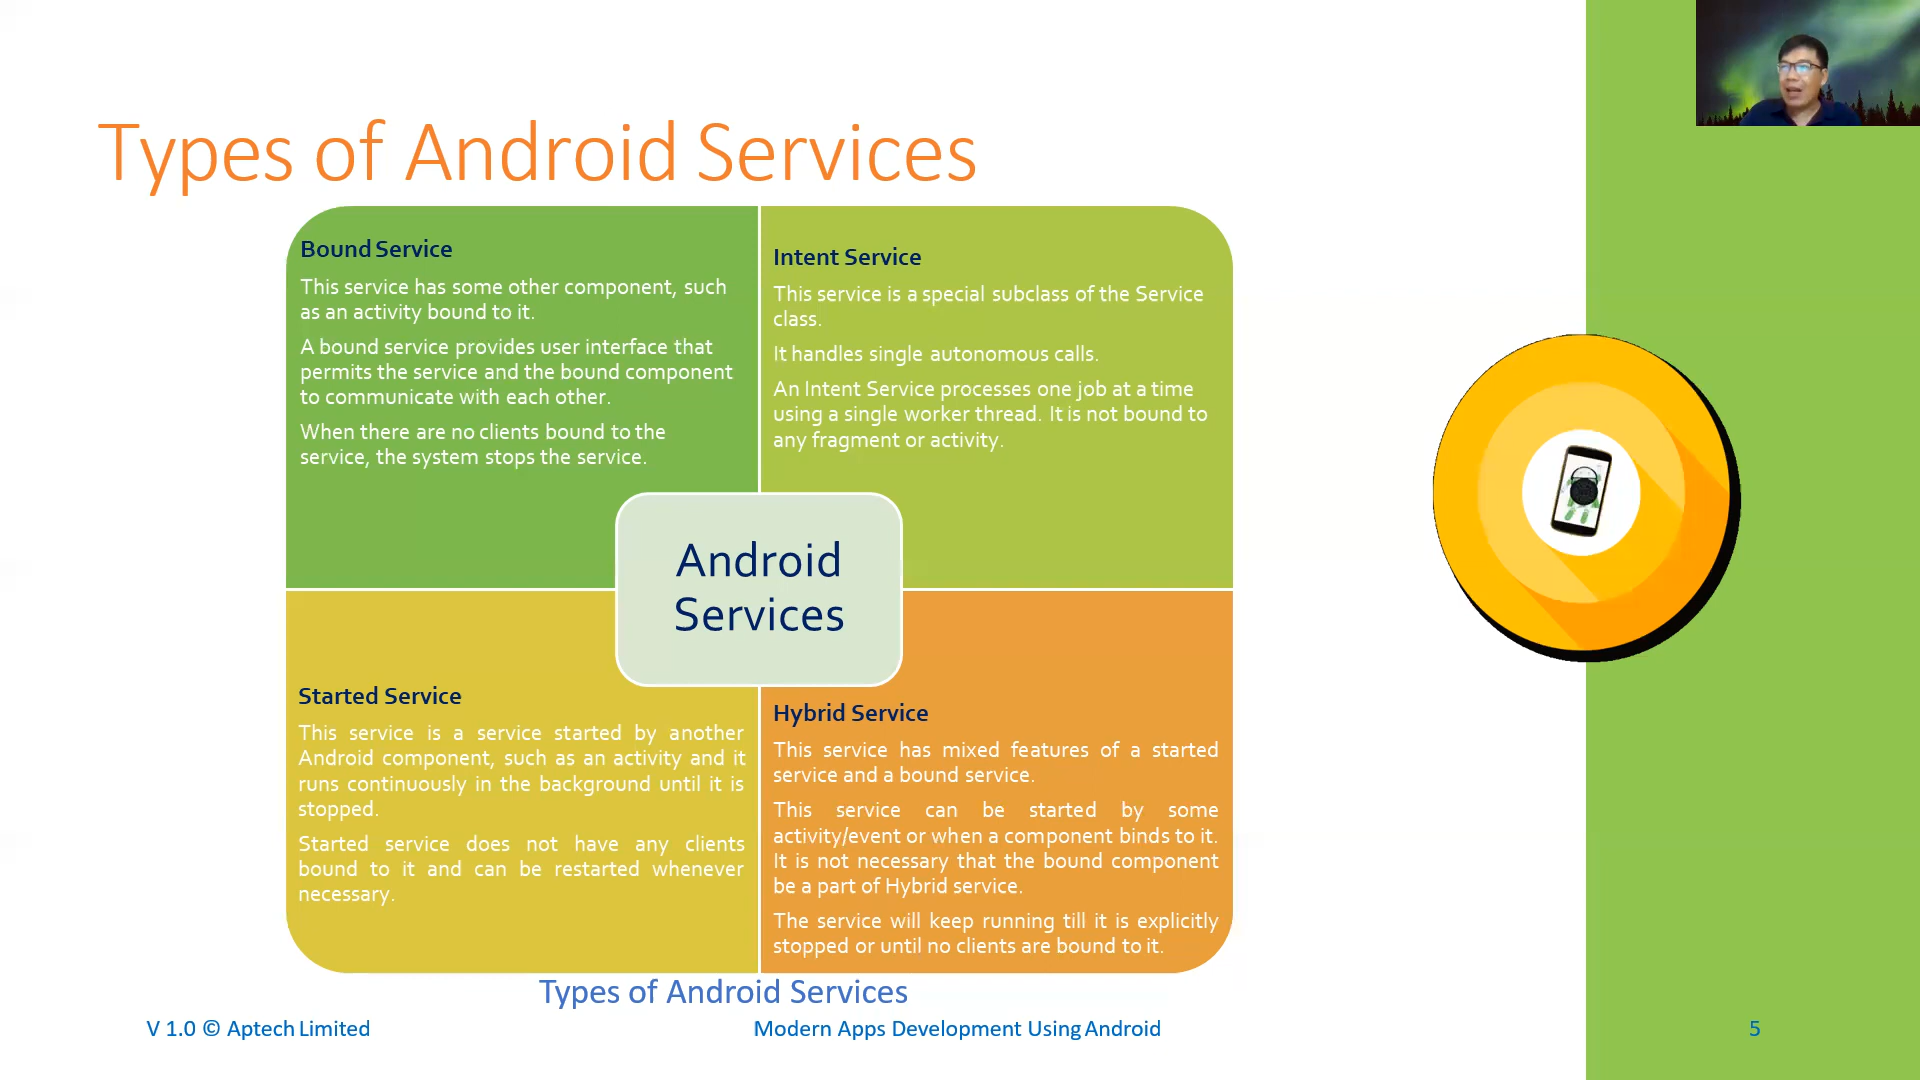 Types of Android Services
Bound Service
This service has some other component, such
as an activity bound to it.
A bound service provides user interface that
permits the service and the bound component
to communicate with each other.
When there are no clients bound to the
service, the system stops the service.
Intent Service
This service is a special subclass of the Service
class.
It handles single autonomous calls.
An Intent Service processes one job at a time
using a single worker thread. It is not bound to
any fragment or activity.
Android
Services
Started Service
This service is a service started by another
Android component, such as an activity and it
runs continuously in the background until it is
stopped.
Started service does not have any clients
bound to it and can be restarted whenever
necessary.
Hybrid Service
This service has mixed features of a started
service and a bound service.
This service can be started by some
activity/event or when a component binds to it.
It is not necessary that the bound component
be a part of Hybrid service.
The service will keep running till it is explicitly
stopped or until no clients are bound to it.
Types of Android Services
V 1.0 © Aptech Limited
Modern Apps Development Using Android
5